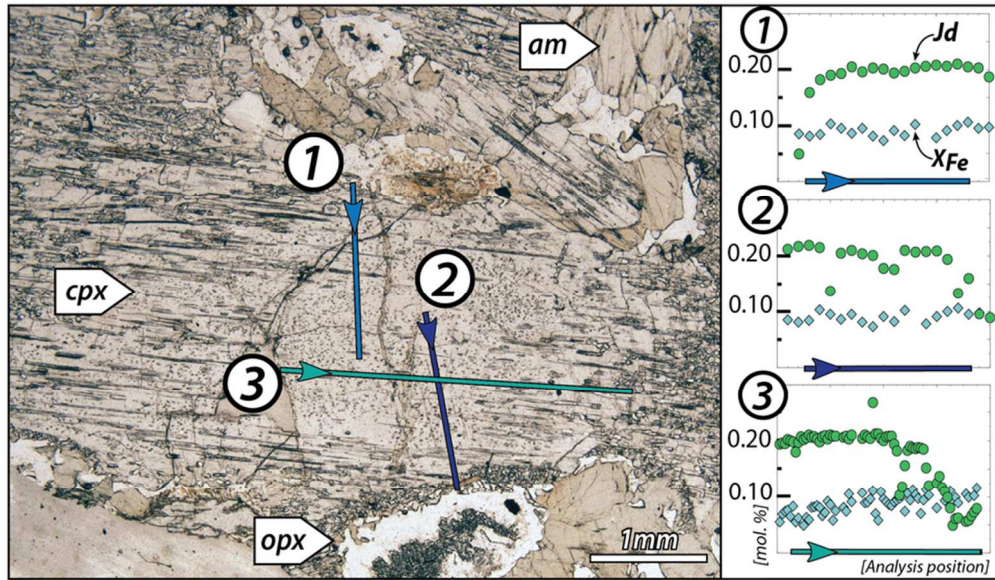 am
1
2
cpx
3
opx
1mm
1
Jd
0.20
0.10
XFe
2
0.20
0.10
3
0.20
0.10
[mol. %]
[Analysis position]